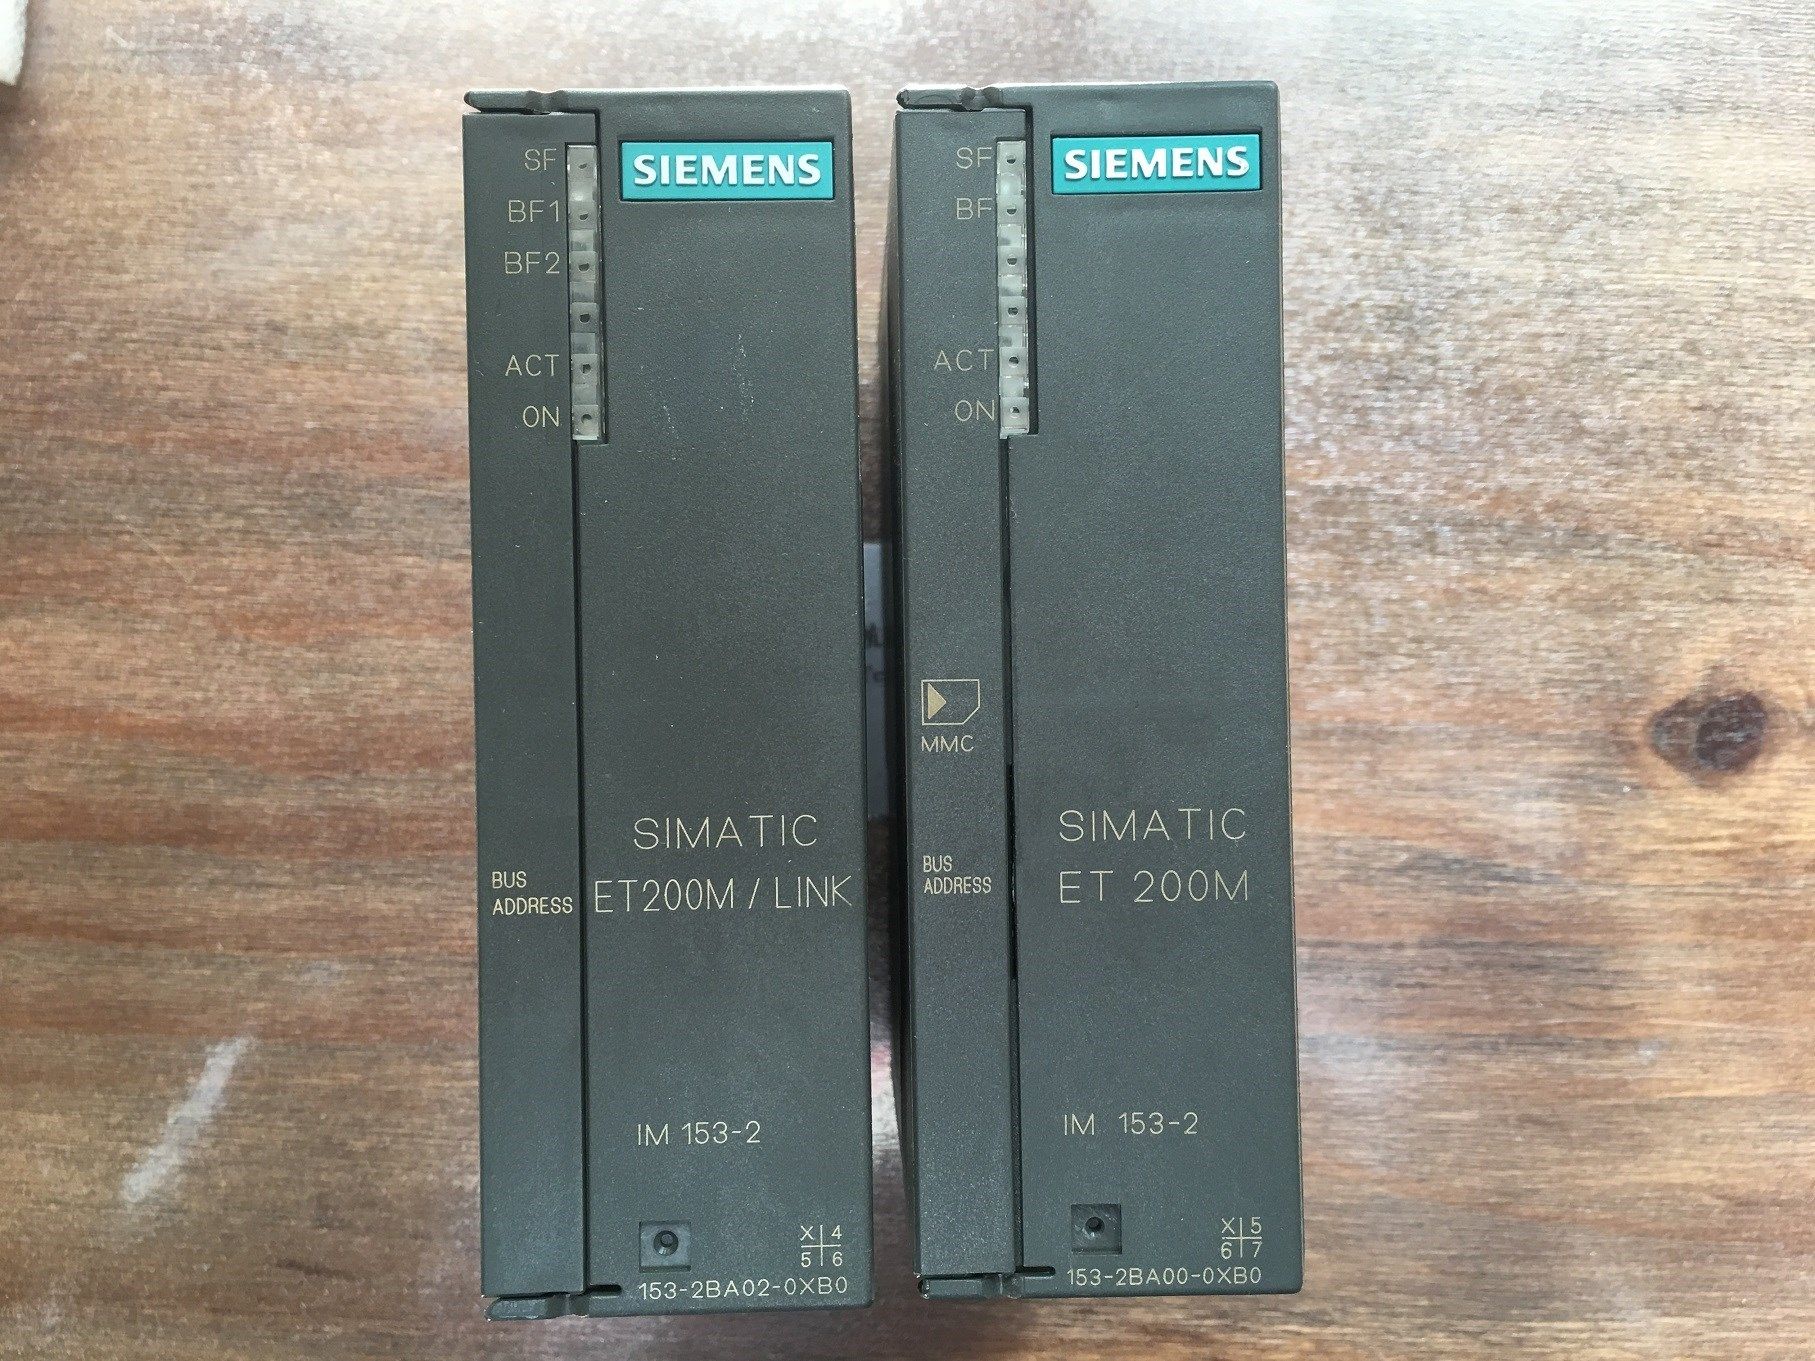 SIEMENS
SF
BF1
BF2
ACT
ON
BUS
ADDRESS
SIMATIC
ET200M / LINK
IM 153-2
X 4
5 6
153-2BA02-0XB0
SIEMENS
SF
BF
ACT
ON
MMC
BUS
ADDRESS
SIMATIC
ET 200M
IM 153-2
X 5
6 7
153-2BA00-0XB0